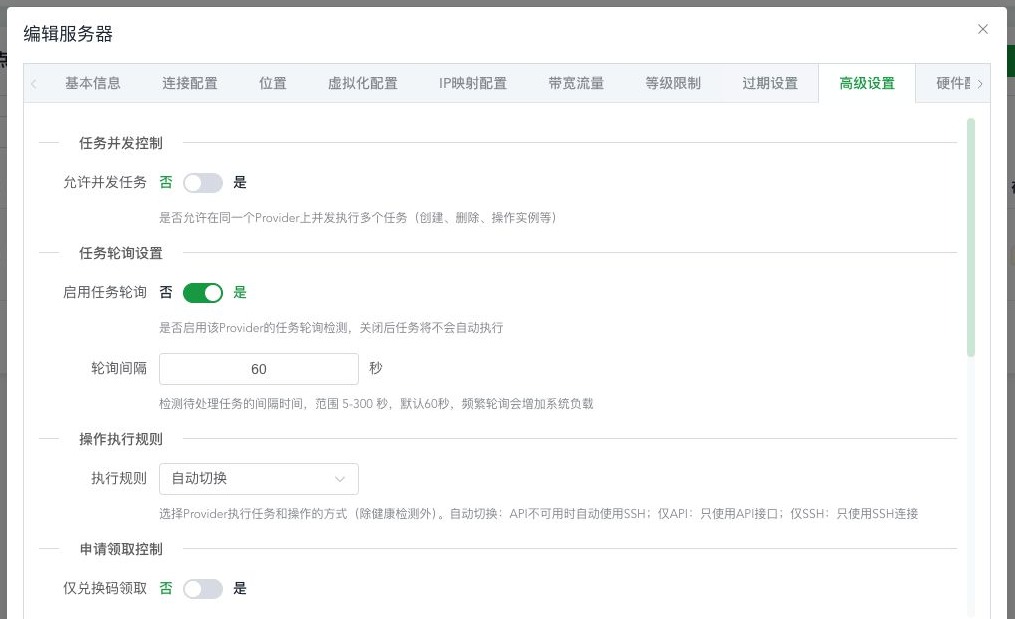 编辑服务器
基本信息 连接配置 位置 虚拟化配置 IP映射配置 带宽流量 等级限制 过期设置 高级设置 硬件
任务并发控制
允许并发任务 否 是
是否允许在同一个Provider上并发执行多个任务（创建、删除、操作实例等）
任务轮询设置
启用任务轮询 否 是
是否启用该Provider的任务轮询检测，关闭后任务将不会自动执行
轮询间隔 60 秒
检测待处理任务的间隔时间，范围 5-300 秒，默认60秒，频繁轮询会增加系统负载
操作执行规则
执行规则 自动切换
选择Provider执行任务和操作的方式（除健康检测外）。自动切换：API不可用时自动使用SSH；仅API：只使用API接口；仅SSH：只使用SSH连接
申请领取控制
仅兑换码领取 否 是